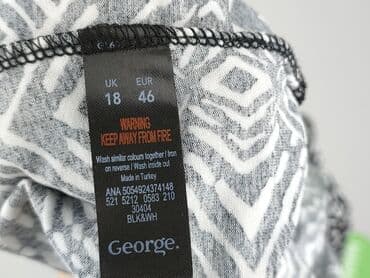 UK EUR
18 46
WARNING
KEEP AWAY FROM FIRE
Wash similar colours together / Iron
on reverse / Wash inside out
Made in Turkey
ANA 5054924374148
521 5212 0583 210
30404
BLK&WH
George.